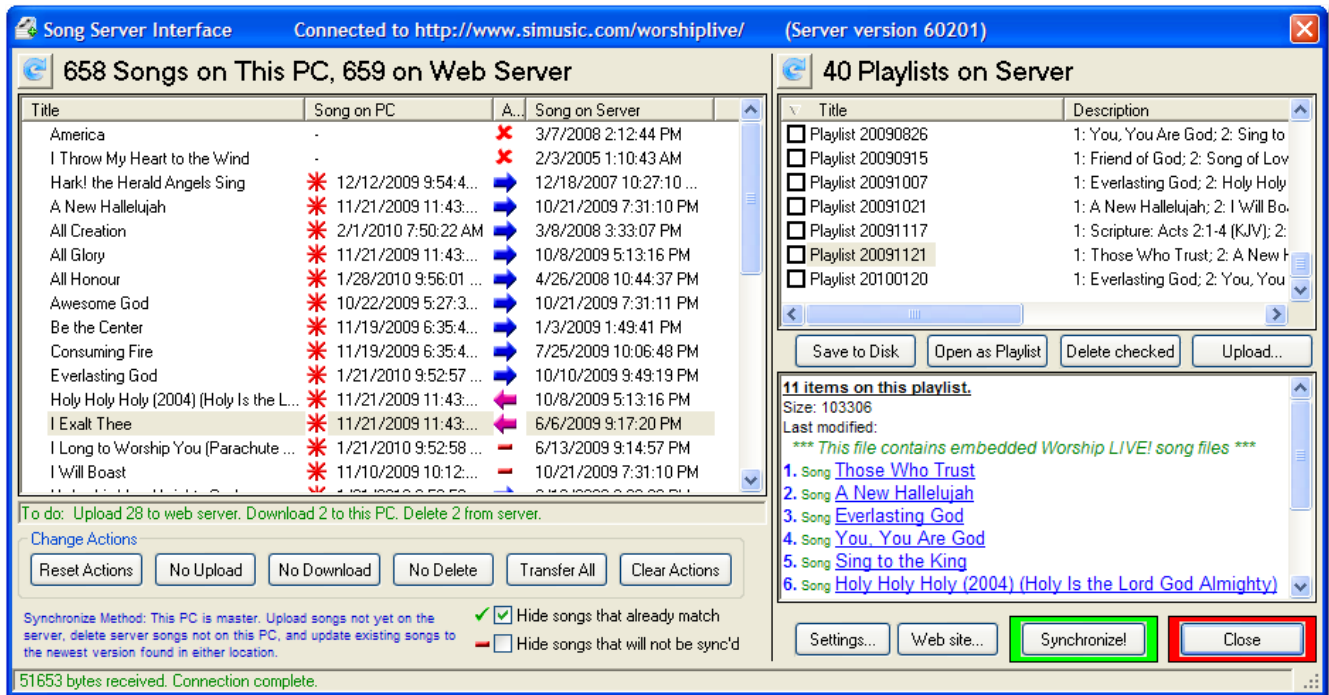 Song Server Interface Connected to http://www.simusic.com/worshiplive/ (Server version 60201)
658 Songs on This PC, 659 on Web Server
Title Song on PC A... Song on Server
America - 3/7/2008 2:12:44 PM
I Throw My Heart to the Wind - 2/3/2005 1:10:43 AM
Hark! the Herald Angels Sing 12/12/2009 9:54:4... 12/18/2007 10:27:10 ...
A New Hallelujah 11/21/2009 11:43:... 10/21/2009 7:31:10 PM
All Creation 2/1/2010 7:50:22 AM 3/8/2008 3:33:07 PM
All Glory 11/21/2009 11:43:... 10/8/2009 5:13:16 PM
All Honour 1/28/2010 9:56:01 ... 4/26/2008 10:44:37 PM
Awesome God 10/22/2009 5:27:3... 10/21/2009 7:31:11 PM
Be the Center 11/19/2009 6:35:4... 1/3/2009 1:49:41 PM
Consuming Fire 11/19/2009 6:35:4... 7/25/2009 10:06:48 PM
Everlasting God 1/21/2010 9:52:57 ... 10/10/2009 9:49:19 PM
Holy Holy Holy (2004) (Holy Is the L... 11/21/2009 11:43:... 10/8/2009 5:13:16 PM
I Exalt Thee 11/21/2009 11:43:... 6/6/2009 9:17:20 PM
I Long to Worship You (Parachute ... 1/21/2010 9:52:58 ... 6/13/2009 9:14:57 PM
I Will Boast 11/10/2009 10:12:... 10/21/2009 7:31:10 PM
To do: Upload 28 to web server. Download 2 to this PC. Delete 2 from server.
Change Actions
Reset Actions No Upload No Download No Delete Transfer All Clear Actions
Synchronize Method: This PC is master. Upload songs not yet on the
server, delete server songs not on this PC, and update existing songs to
the newest version found in either location.
Hide songs that already match
Hide songs that will not be sync'd
40 Playlists on Server
Title Description
Playlist 20090826 1: You, You Are God; 2: Sing to
Playlist 20090915 1: Friend of God; 2: Song of Lov
Playlist 20091007 1: Everlasting God; 2: Holy Holy
Playlist 20091021 1: A New Hallelujah; 2: I Will Bo
Playlist 20091117 1: Scripture: Acts 2:1-4 (KJV); 2:
Playlist 20091121 1: Those Who Trust; 2: A New H
Playlist 20100120 1: Everlasting God; 2: You, You
Save to Disk Open as Playlist Delete checked Upload...
11 items on this playlist.
Size: 103306
Last modified:
*** This file contains embedded Worship LIVE! song files ***
1. Song Those Who Trust
2. Song A New Hallelujah
3. Song Everlasting God
4. Song You, You Are God
5. Song Sing to the King
6. Song Holy Holy Holy (2004) (Holy Is the Lord God Almighty)
Settings... Web site... Synchronize! Close
51653 bytes received. Connection complete.